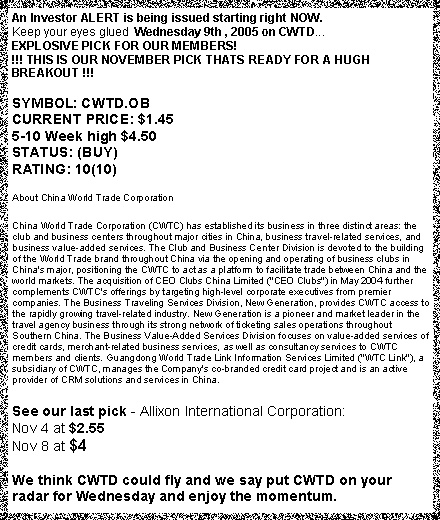 An Investor ALERT is being issued starting right NOW.
Keep your eyes glued Wednesday 9th, 2005 on CWTD...
EXPLOSIVE PICK FOR OUR MEMBERS!
!!! THIS IS OUR NOVEMBER PICK THATS READY FOR A HUGH
BREAKOUT !!!
SYMBOL: CWTD.OB
CURRENT PRICE: $1.45
5-10 Week high $4.50
STATUS: (BUY)
RATING: 10(10)
About China World Trade Corporation
China World Trade Corporation (CWTC) has established its business in three distinct areas: the
club and business centers throughout major cities in China, business travel-related services, and
business value-added services. The Club and Business Center Division is devoted to the building
of the World Trade brand throughout China via the opening and operating of business clubs in
China's major, positioning the CWTC to act as a platform to facilitate trade between China and the
world markets. The acquisition of CEO Clubs China Limited ("CEO Clubs") in May 2004 further
complements CWTC's offerings by targeting high-level corporate executives from premier
companies. The Business Traveling Services Division, New Generation, provides CWTC access to
the rapidly growing travel-related industry. New Generation is a pioneer and market leader in the
travel agency business through its strong network of ticketing sales operations throughout
Southern China. The Business Value-Added Services Division focuses on value-added services of
credit cards, merchant-related business services, as well as consultancy services to CWTC
members and clients. Guangdong World Trade Link Information Services Limited ("WTC Link"), a
subsidiary of CWTC, manages the Company's co-branded credit card project and is an active
provider of CRM solutions and services in China.
See our last pick - Allixon International Corporation:
Nov 4 at $2.55
Nov 8 at $4
We think CWTD could fly and we say put CWTD on your
radar for Wednesday and enjoy the momentum.